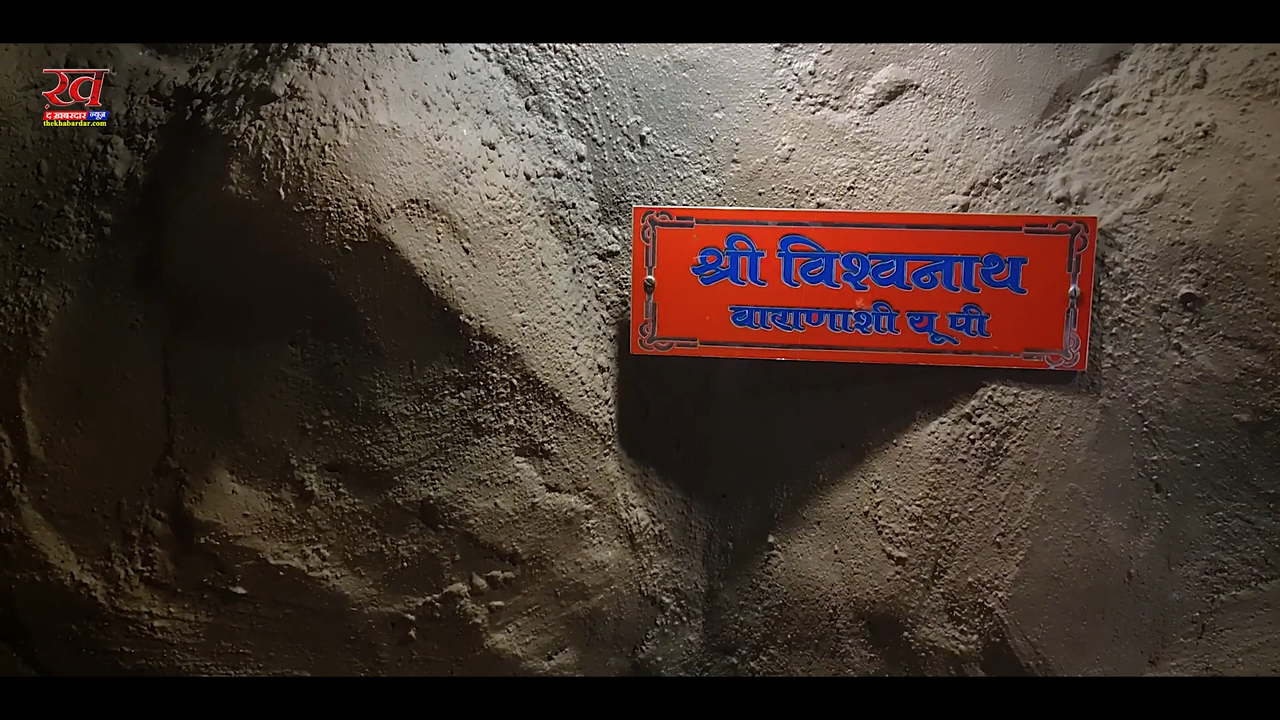 ख
द खबरदार न्यूज़
thekhabardar.com
श्री विश्वनाथ
वाराणाशी यू पी